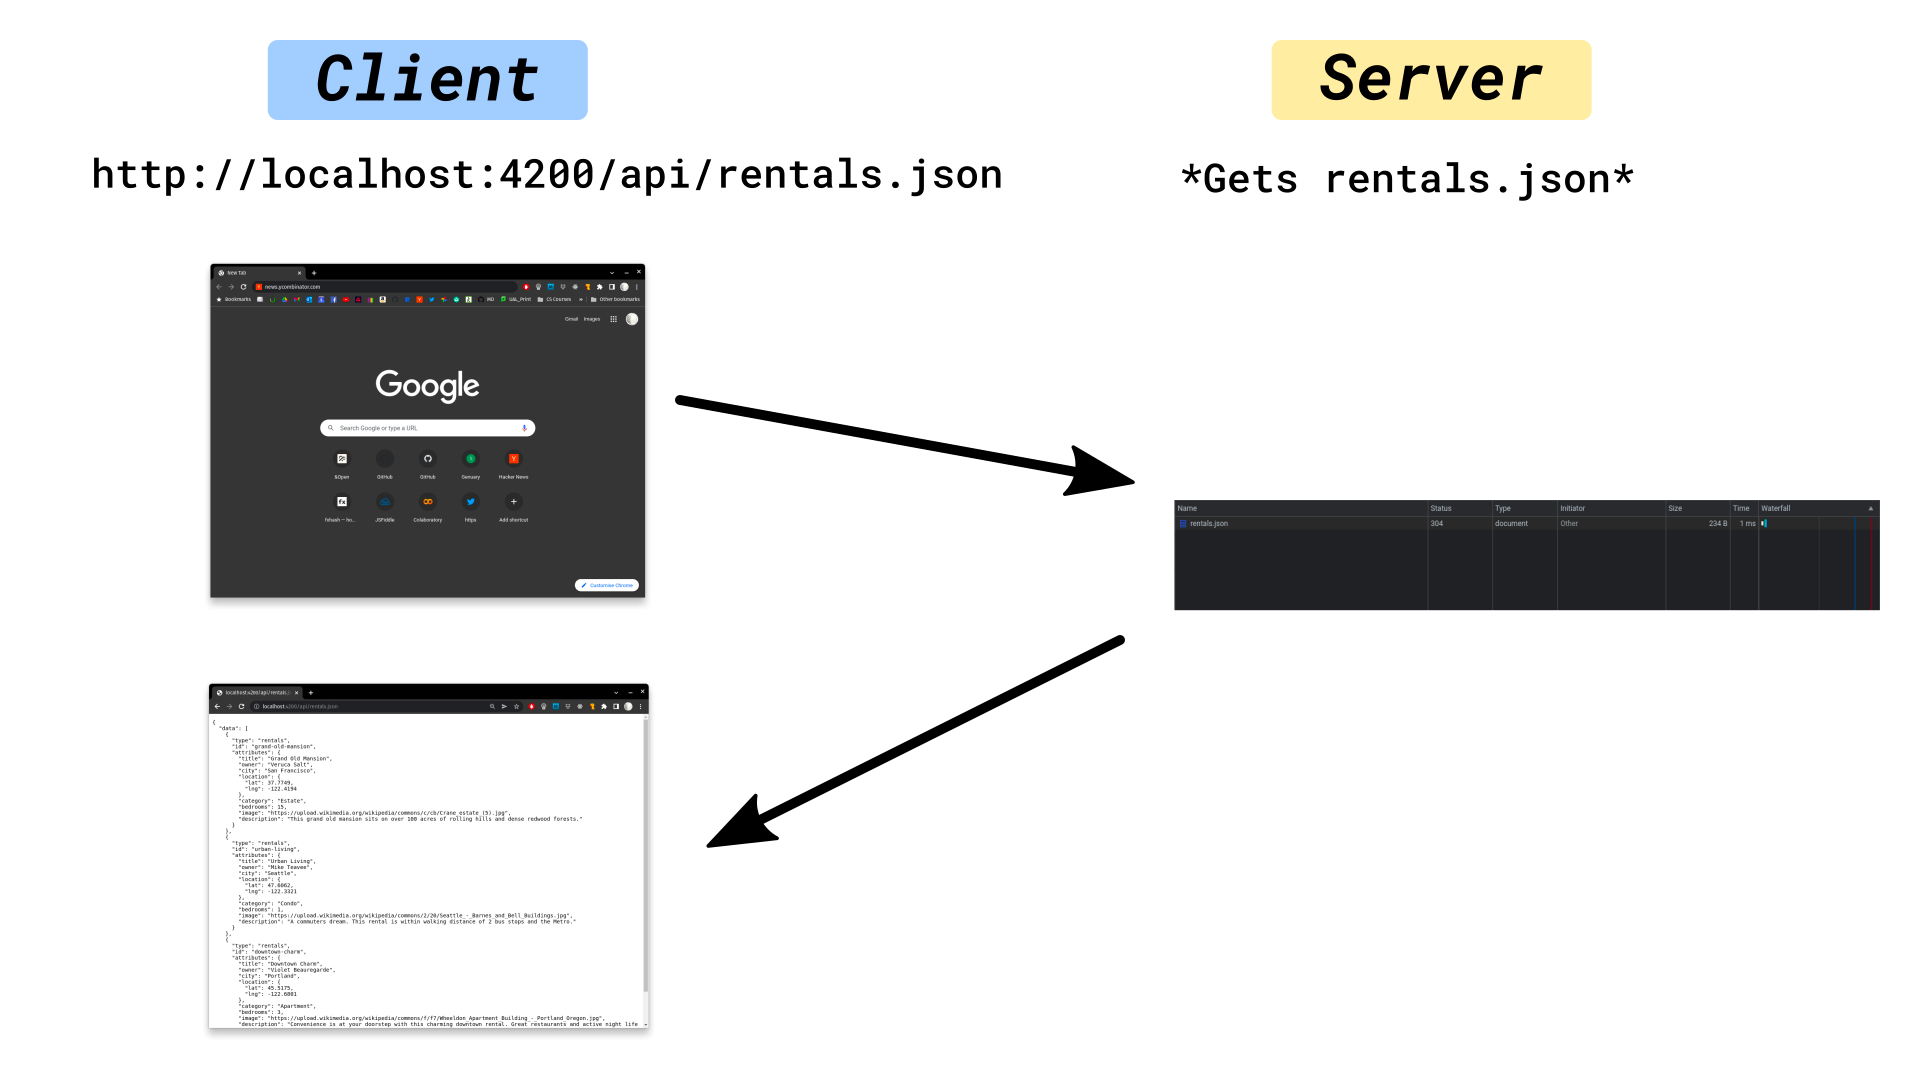 Client
Server
http://localhost:4200/api/rentals.json
*Gets rentals.json*
New Tab
news.ycombinator.com
Bookmarks
MD
UAL_Print
CS Courses
»
Other bookmarks
Gmail Images
Google
Search Google or type a URL
&Open GitHub GitHub Genuary Hacker News
fxhash — ho... JSFiddle Colaboratory https Add shortcut
Customise Chrome
Name Status Type Initiator Size Time Waterfall
rentals.json 304 document Other 234 B 1 ms
localhost:4200/api/rentals.j
localhost:4200/api/rentals.json
{
"data": [
{
"type": "rentals",
"id": "grand-old-mansion",
"attributes": {
"title": "Grand Old Mansion",
"owner": "Veruca Salt",
"city": "San Francisco",
"location": {
"lat": 37.7749,
"lng": -122.4194
},
"category": "Estate",
"bedrooms": 15,
"image": "https://upload.wikimedia.org/wikipedia/commons/c/cb/Crane_estate_(5).jpg",
"description": "This grand old mansion sits on over 100 acres of rolling hills and dense redwood forests."
}
},
{
"type": "rentals",
"id": "urban-living",
"attributes": {
"title": "Urban Living",
"owner": "Mike Teavee",
"city": "Seattle",
"location": {
"lat": 47.6062,
"lng": -122.3321
},
"category": "Condo",
"bedrooms": 1,
"image": "https://upload.wikimedia.org/wikipedia/commons/2/20/Seattle_-_Barnes_and_Bell_Buildings.jpg",
"description": "A commuters dream. This rental is within walking distance of 2 bus stops and the Metro."
}
},
{
"type": "rentals",
"id": "downtown-charm",
"attributes": {
"title": "Downtown Charm",
"owner": "Violet Beauregarde",
"city": "Portland",
"location": {
"lat": 45.5175,
"lng": -122.6801
},
"category": "Apartment",
"bedrooms": 3,
"image": "https://upload.wikimedia.org/wikipedia/commons/f/f7/Wheeldon_Apartment_Building_-_Portland_Oregon.jpg",
"description": "Convenience is at your doorstep with this charming downtown rental. Great restaurants and active night life